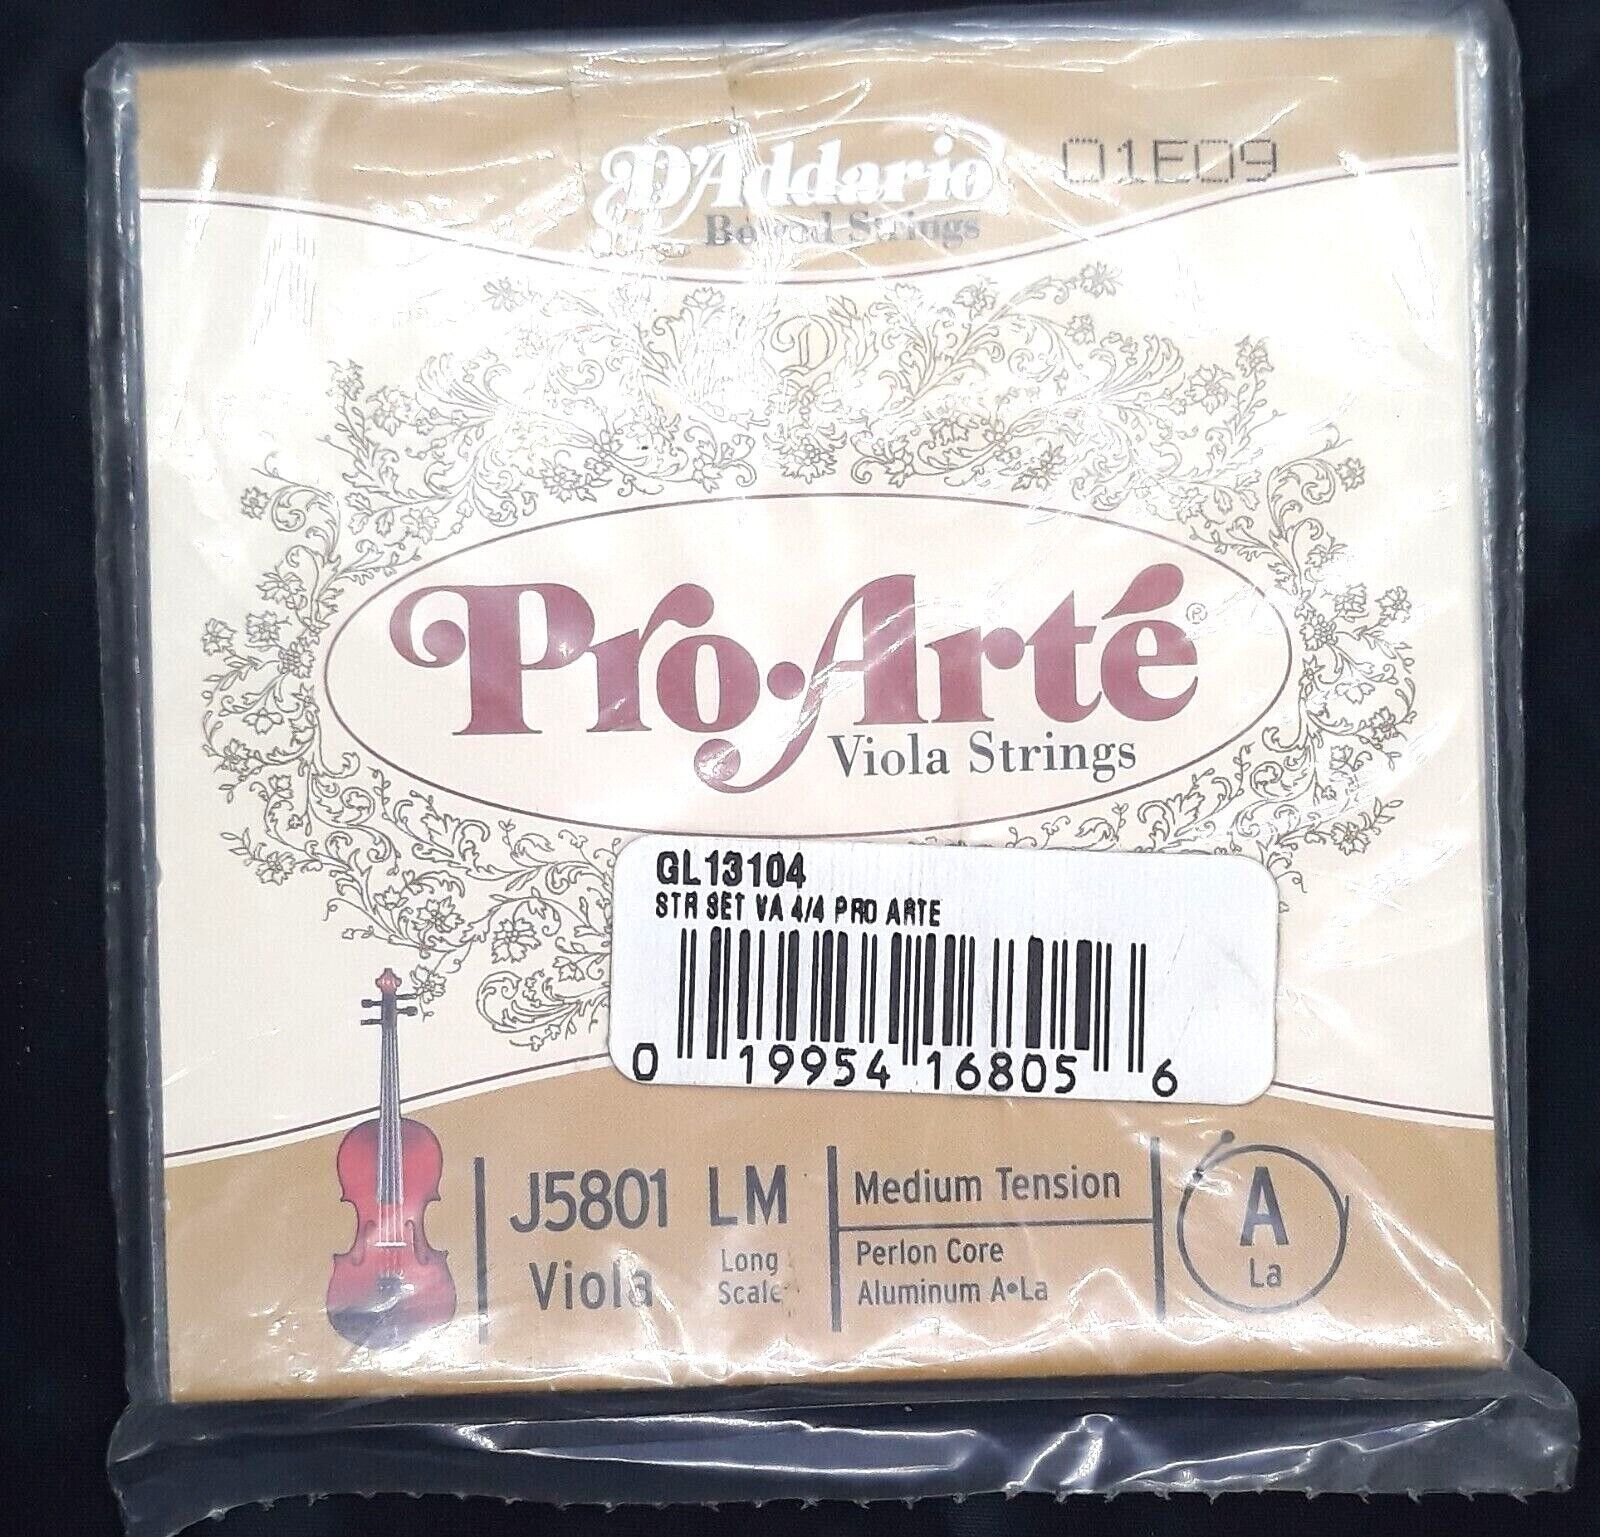 D'Addario
01E09
Bowed Strings
D
Pro·Arté®
Viola Strings
GL13104
STR SET VA 4/4 PRO ARTE
0 19954 16805 6
J5801 LM
Viola
Long
Scale
Medium Tension
Perlon Core
Aluminum A•La
A
La